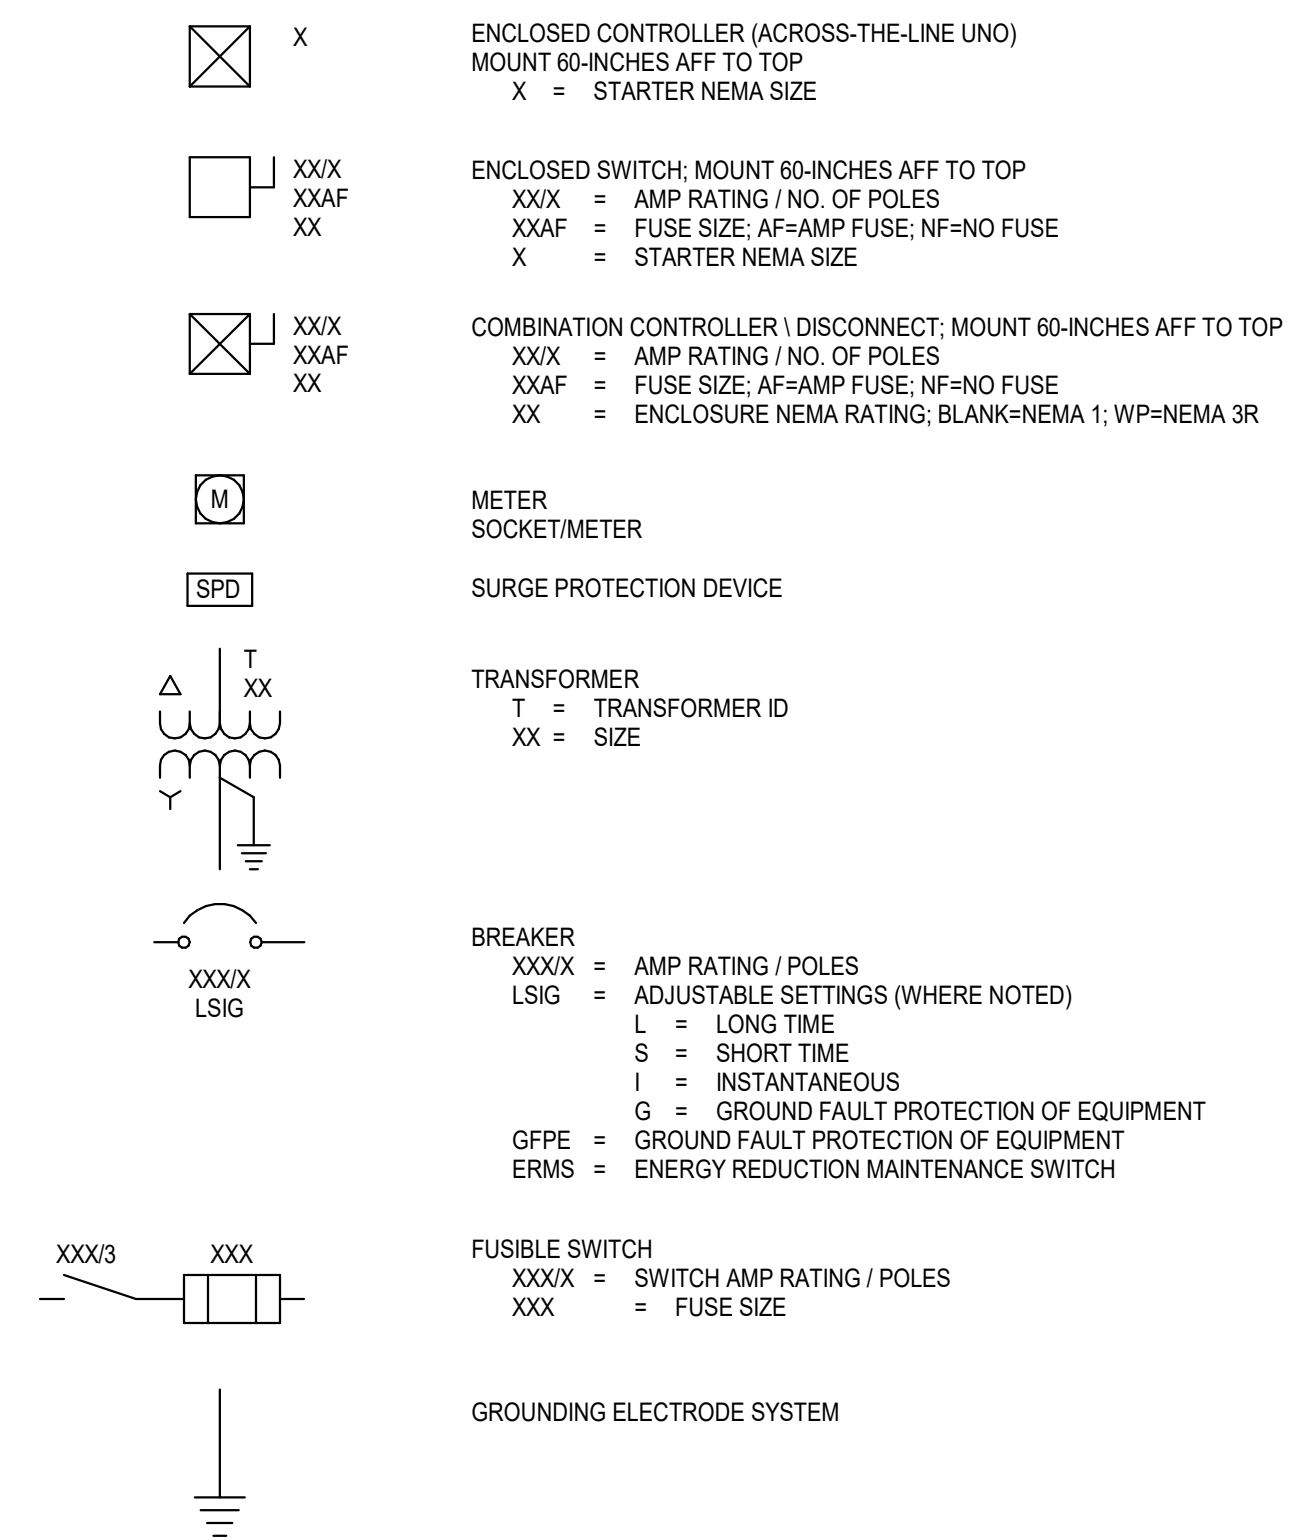 X
ENCLOSED CONTROLLER (ACROSS-THE-LINE UNO)
MOUNT 60-INCHES AFF TO TOP
X = STARTER NEMA SIZE
XX/X
XXAF
XX
ENCLOSED SWITCH; MOUNT 60-INCHES AFF TO TOP
XX/X = AMP RATING / NO. OF POLES
XXAF = FUSE SIZE; AF=AMP FUSE; NF=NO FUSE
X = STARTER NEMA SIZE
XX/X
XXAF
XX
COMBINATION CONTROLLER \ DISCONNECT; MOUNT 60-INCHES AFF TO TOP
XX/X = AMP RATING / NO. OF POLES
XXAF = FUSE SIZE; AF=AMP FUSE; NF=NO FUSE
XX = ENCLOSURE NEMA RATING; BLANK=NEMA 1; WP=NEMA 3R
M
METER
SOCKET/METER
SPD
SURGE PROTECTION DEVICE
T
XX
TRANSFORMER
T = TRANSFORMER ID
XX = SIZE
XXX/X
LSIG
BREAKER
XXX/X = AMP RATING / POLES
LSIG = ADJUSTABLE SETTINGS (WHERE NOTED)
L = LONG TIME
S = SHORT TIME
I = INSTANTANEOUS
G = GROUND FAULT PROTECTION OF EQUIPMENT
GFPE = GROUND FAULT PROTECTION OF EQUIPMENT
ERMS = ENERGY REDUCTION MAINTENANCE SWITCH
XXX/3 XXX
FUSIBLE SWITCH
XXX/X = SWITCH AMP RATING / POLES
XXX = FUSE SIZE
GROUNDING ELECTRODE SYSTEM